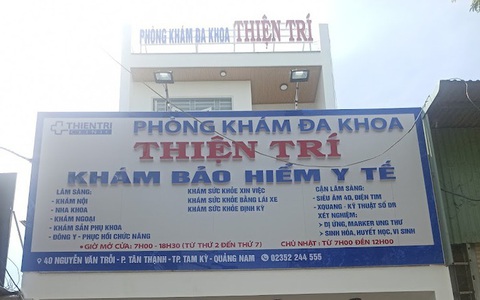 PHÒNG KHÁM ĐA KHOA THIỆN TRÍ
THIENTRI
CLINIC
PHÒNG KHÁM ĐA KHOA
THIỆN TRÍ
KHÁM BẢO HIỂM Y TẾ
LÂM SÀNG:
- KHÁM NỘI
- NHA KHOA
- KHÁM NGOẠI
- KHÁM SẢN PHỤ KHOA
- ĐÔNG Y - PHỤC HỒI CHỨC NĂNG
KHÁM SỨC KHỎE XIN VIỆC
KHÁM SỨC KHỎE BẰNG LÁI XE
KHÁM SỨC KHỎE ĐỊNH KỲ
CẬN LÂM SÀNG:
- SIÊU ÂM 4D, ĐIỆN TIM
- XQUANG - KỸ THUẬT SỐ DR
- XÉT NGHIỆM:
> DỊ ỨNG, MARKER UNG THƯ
> SINH HÓA, HUYẾT HỌC, VI SINH
• GIỜ MỞ CỬA: 7H00 - 18H30 (TỪ THỨ 2 ĐẾN THỨ 7) CHỦ NHẬT : TỪ 7H00 ĐẾN 12H00
40 NGUYỄN VĂN TRỖI - P. TÂN THẠNH - TP. TAM KỲ - QUẢNG NAM 02352 244 555